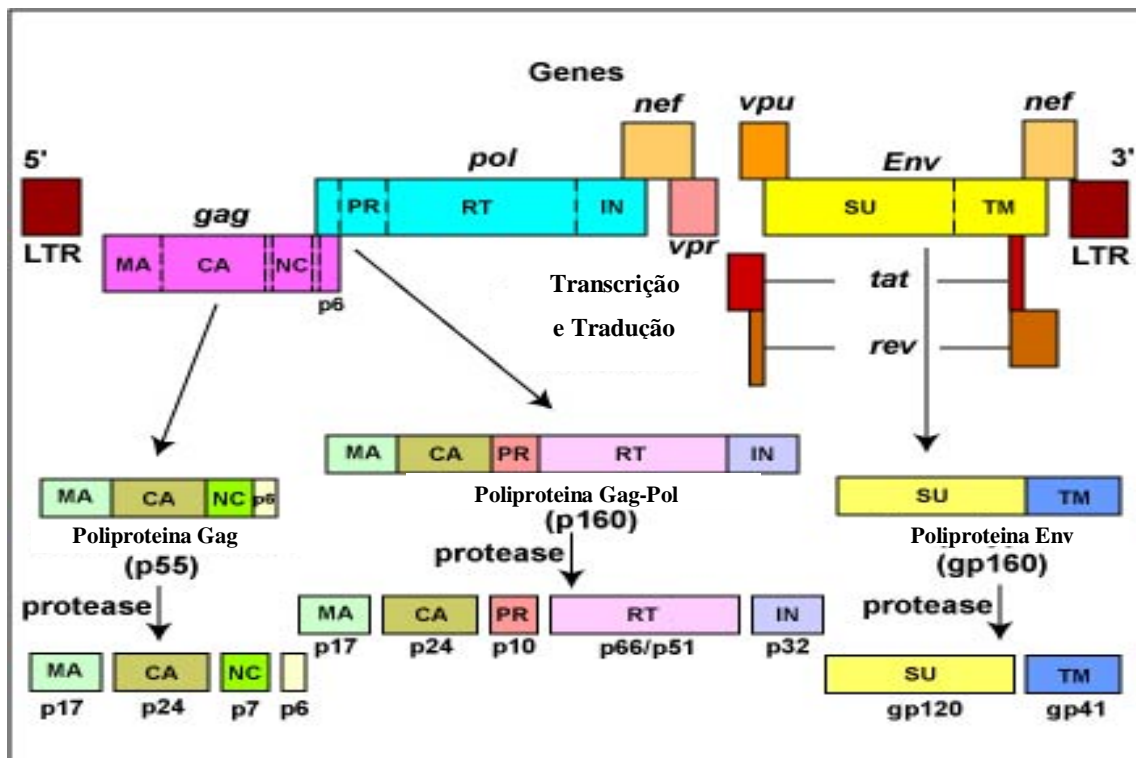 Genes
nef vpu nef
5' pol Env 3'
PR RT IN SU TM
gag
LTR vpr LTR
MA CA NC
p6
Transcrição
e Tradução
tat
rev
MA CA PR RT IN
MA CA NC p6
SU TM
Poliproteina Gag-Pol
(p160)
Poliproteina Gag
(p55)
Poliproteina Env
(gp160)
protease
protease
protease
MA CA PR RT IN
p17 p24 p10 p66/p51 p32
MA CA NC
p17 p24 p7 p6
SU TM
gp120 gp41